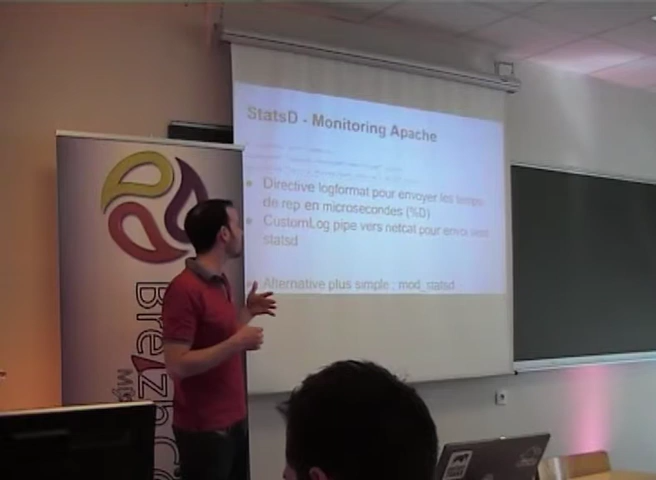 StatsD - Monitoring Apache
Directive logformat pour envoyer les temps
de rep en microsecondes (%D)
CustomLog pipe vers netcat pour envoi vers
statsd
Alternative plus simple : mod_statsd
Breizh C